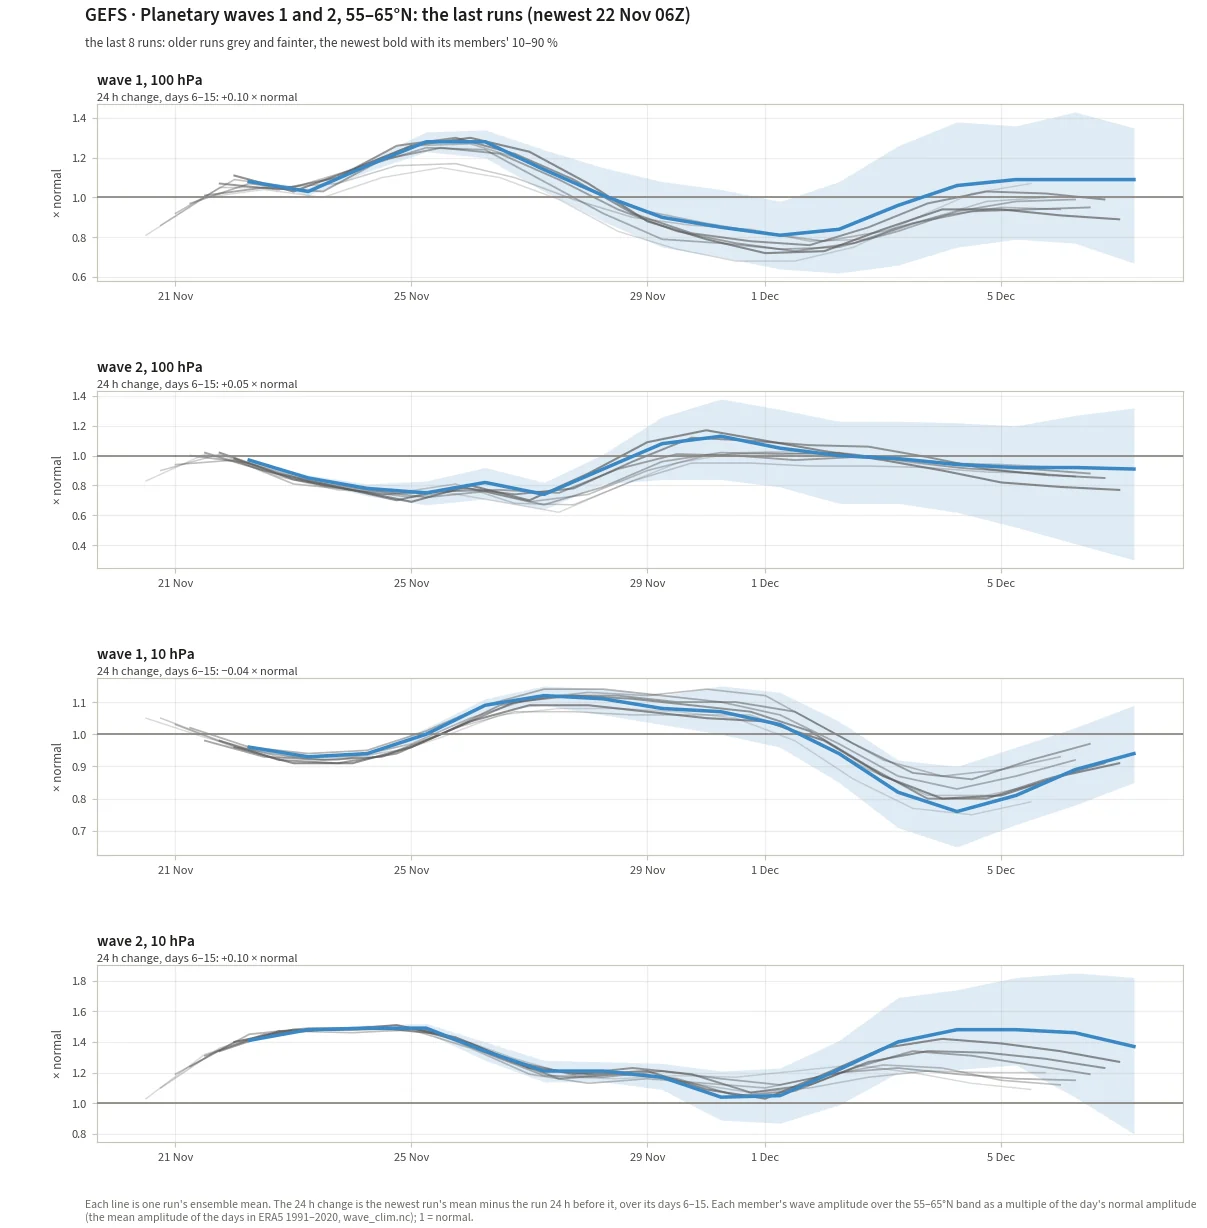 GEFS · Planetary waves 1 and 2, 55–65°N: the last runs (newest 22 Nov 06Z)
the last 8 runs: older runs grey and fainter, the newest bold with its members' 10–90 %
wave 1, 100 hPa
24 h change, days 6–15: +0.10 × normal
1.4
1.2
1.0
0.8
0.6
× normal
21 Nov
25 Nov
29 Nov
1 Dec
5 Dec
wave 2, 100 hPa
24 h change, days 6–15: +0.05 × normal
1.4
1.2
1.0
0.8
0.6
0.4
× normal
21 Nov
25 Nov
29 Nov
1 Dec
5 Dec
wave 1, 10 hPa
24 h change, days 6–15: −0.04 × normal
1.1
1.0
0.9
0.8
0.7
× normal
21 Nov
25 Nov
29 Nov
1 Dec
5 Dec
wave 2, 10 hPa
24 h change, days 6–15: +0.10 × normal
1.8
1.6
1.4
1.2
1.0
0.8
× normal
21 Nov
25 Nov
29 Nov
1 Dec
5 Dec
Each line is one run's ensemble mean. The 24 h change is the newest run's mean minus the run 24 h before it, over its days 6–15. Each member's wave amplitude over the 55–65°N band as a multiple of the day's normal amplitude
(the mean amplitude of the days in ERA5 1991–2020, wave_clim.nc); 1 = normal.